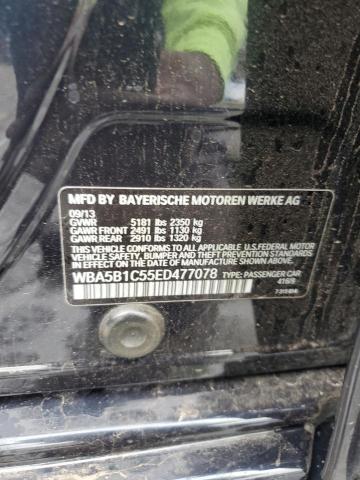 MFD BY BAYERISCHE MOTOREN WERKE AG
09/13
GVWR 5181 lbs 2350 kg
GAWR FRONT 2491 lbs 1130 kg
GAWR REAR 2910 lbs 1320 kg
THIS VEHICLE CONFORMS TO ALL APPLICABLE U.S. FEDERAL MOTOR
VEHICLE SAFETY, BUMPER, AND THEFT PREVENTION STANDARDS IN
EFFECT ON THE DATE OF MANUFACTURE SHOWN ABOVE.
WBA5B1C55ED477078 TYPE: PASSENGER CAR